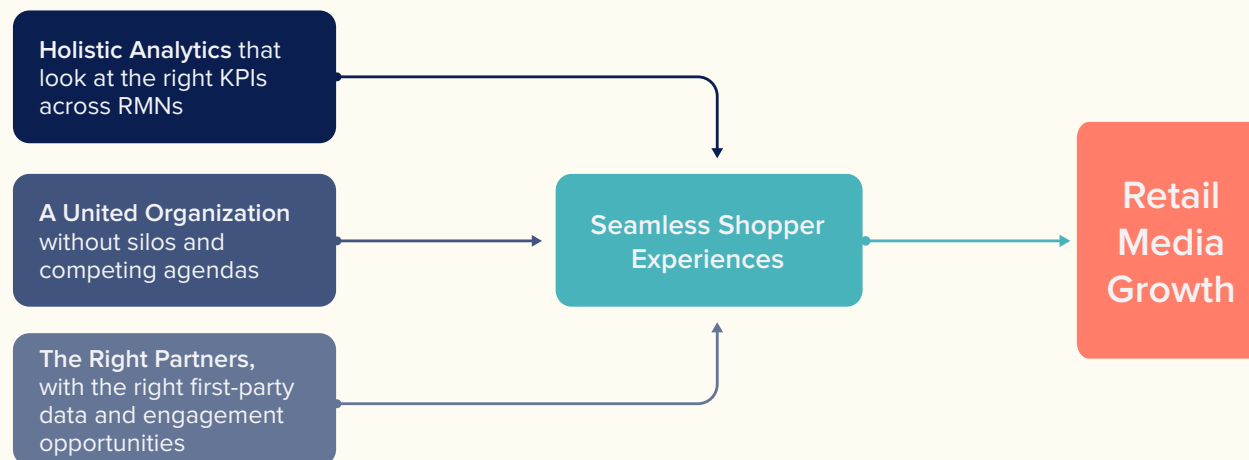 Holistic Analytics that
look at the right KPIs
across RMNs
A United Organization
without silos and
competing agendas
The Right Partners,
with the right first-party
data and engagement
opportunities
Seamless Shopper
Experiences
Retail
Media
Growth